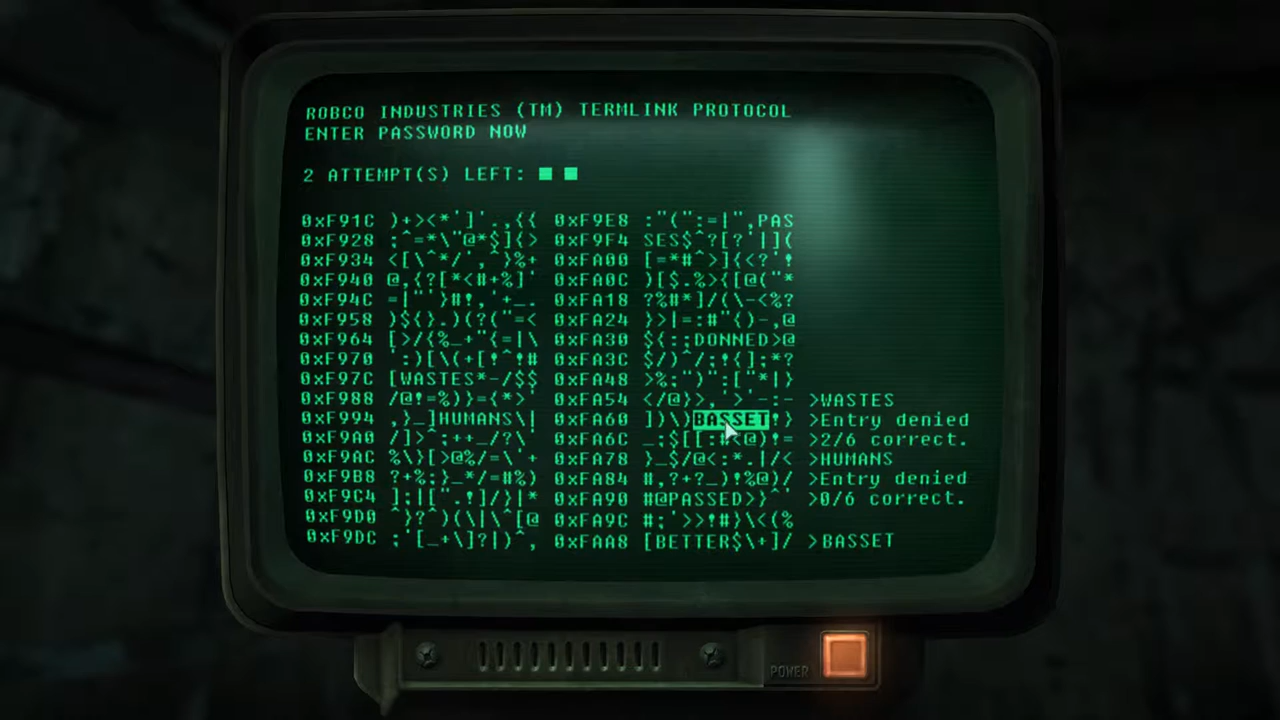 ROBCO INDUSTRIES (TM) TERMLINK PROTOCOL
ENTER PASSWORD NOW
2 ATTEMPT(S) LEFT: ■ ■
0xF91C )+><*']'.,{{ 0xF9E8 :"(":=|",PAS
0xF928 ;^=*\"@*$]{> 0xF9F4 SES$^?[?'|](
0xF934 <[\^*/',^}%+ 0xFA00 [=*#^>]{<?'!
0xF940 @,{?[*<#+%]' 0xFA0C )[$.%>{[@("*
0xF94C =|"'}#!,'+_. 0xFA18 ?%#*]/(\-<%?
0xF958 )${}.)(?("=< 0xFA24 }>|=:#"{)-,@
0xF964 [>/{%_+"{=|\ 0xFA30 ${:;DONNED>@
0xF970 ':)[\(+[!^!# 0xFA3C $/)^/;!{];*?
0xF97C [WASTES*-/$$ 0xFA48 >%;")":["*|}
0xF988 /@!=%)}={*>' 0xFA54 </@}>,'>'-:- >WASTES
0xF994 ,}_]HUMANS\| 0xFA60 ])\)BASSET!} >Entry denied
0xF9A0 /]>^;++_/?\' 0xFA6C _;$[[:#<@)!= >2/6 correct.
0xF9AC %\}[>@%/=\'+ 0xFA78 }_$/@<:*.|/< >HUMANS
0xF9B8 ?+%;}_*/=#%) 0xFA84 #,?+?_)!%@)/ >Entry denied
0xF9C4 ];|[".!]/}|* 0xFA90 #@PASSED>}^' >0/6 correct.
0xF9D0 ^}?^)(\|\^[@ 0xFA9C #;'>>!#}\<(%
0xF9DC ;'[_+\]?|)^, 0xFAA8 [BETTER$\+]/ >BASSET
POWER